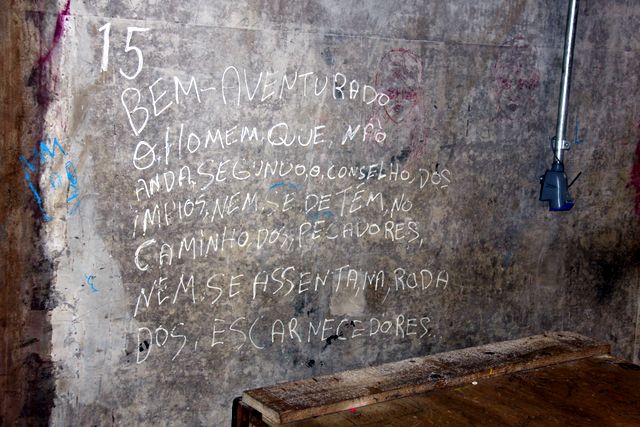 15
BEM-AVENTURADO
O, HOMEM, QUE, NÃO
ANDA, SEGUNDO, O, CONSELHO, DOS
ÍMPIOS, NEM, SE DETÉM, NO
CAMINHO, DOS, PECADORES,
NEM, SE ASSENTA, NA, RODA
DOS, ESCARNECEDORES